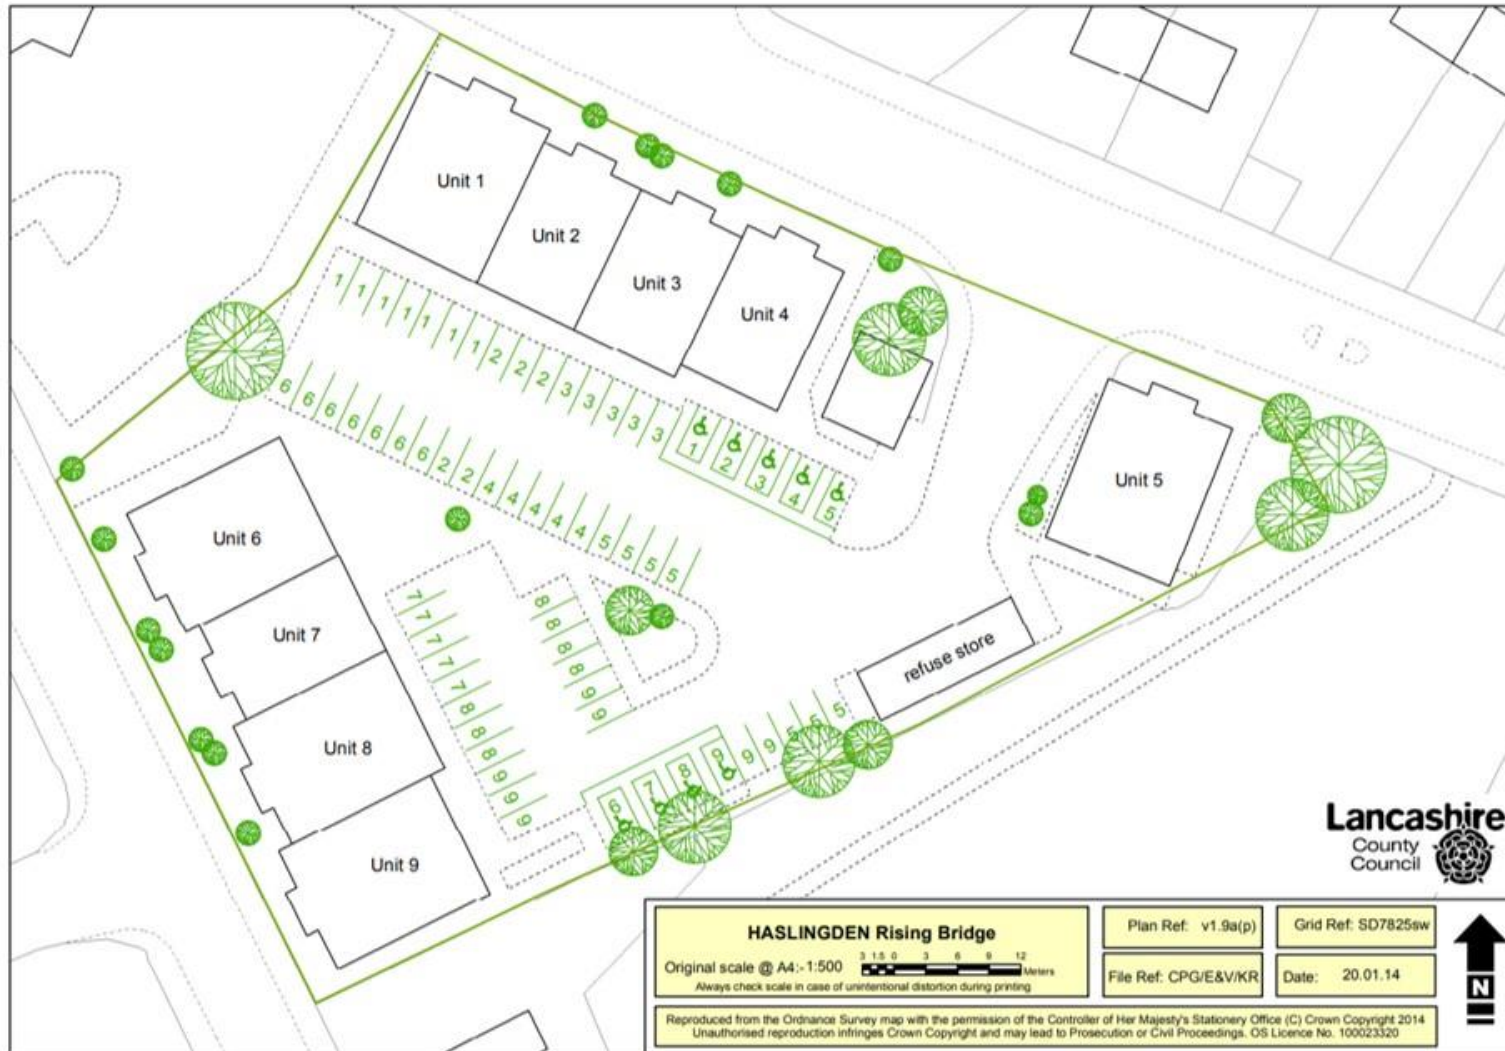 Unit 1
Unit 2
Unit 3
Unit 4
Unit 5
1 1 1 1 1 1 1 2 2 2 3 3 3 3 3
1 2 3 4 5
6 6 6 6 6 6 6 2 2 4 4 4 4 4 5 5 5 5
Unit 6
Unit 7
Unit 8
Unit 9
7 7 7 7 7 8 8 8 9 9 9
8 8 8 8 9 9
6 7 8 9
9 9 5 5 5
refuse store
Lancashire
County
Council
HASLINGDEN Rising Bridge
Original scale @ A4:- 1:500
3 1.5 0 3 6 9 12
Meters
Always check scale in case of unintentional distortion during printing
Plan Ref: v1.9a(p)
Grid Ref: SD7825sw
File Ref: CPG/E&V/KR
Date: 20.01.14
N
Reproduced from the Ordnance Survey map with the permission of the Controller of Her Majesty's Stationery Office (C) Crown Copyright 2014
Unauthorised reproduction infringes Crown Copyright and may lead to Prosecution or Civil Proceedings. OS Licence No. 100023320